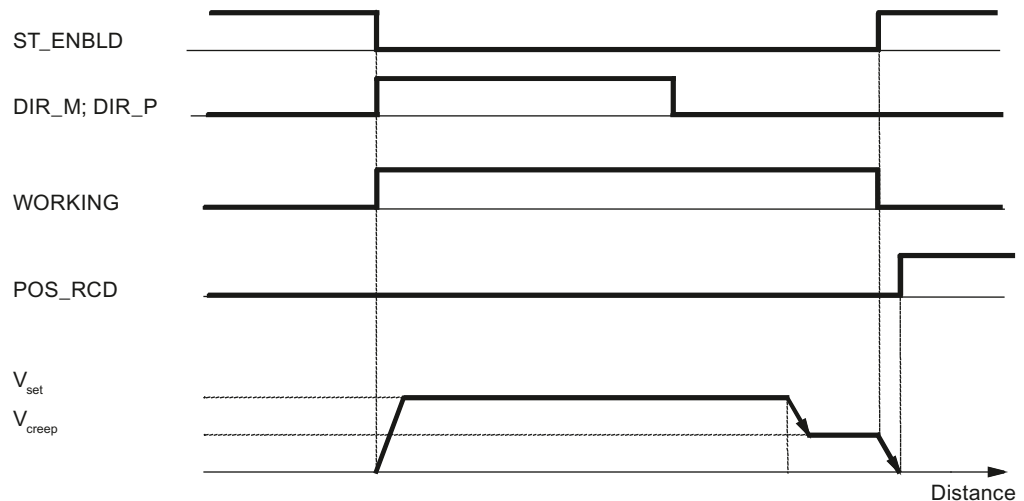 ST_ENBLD
DIR_M; DIR_P
WORKING
POS_RCD
Vset
Vcreep
Distance